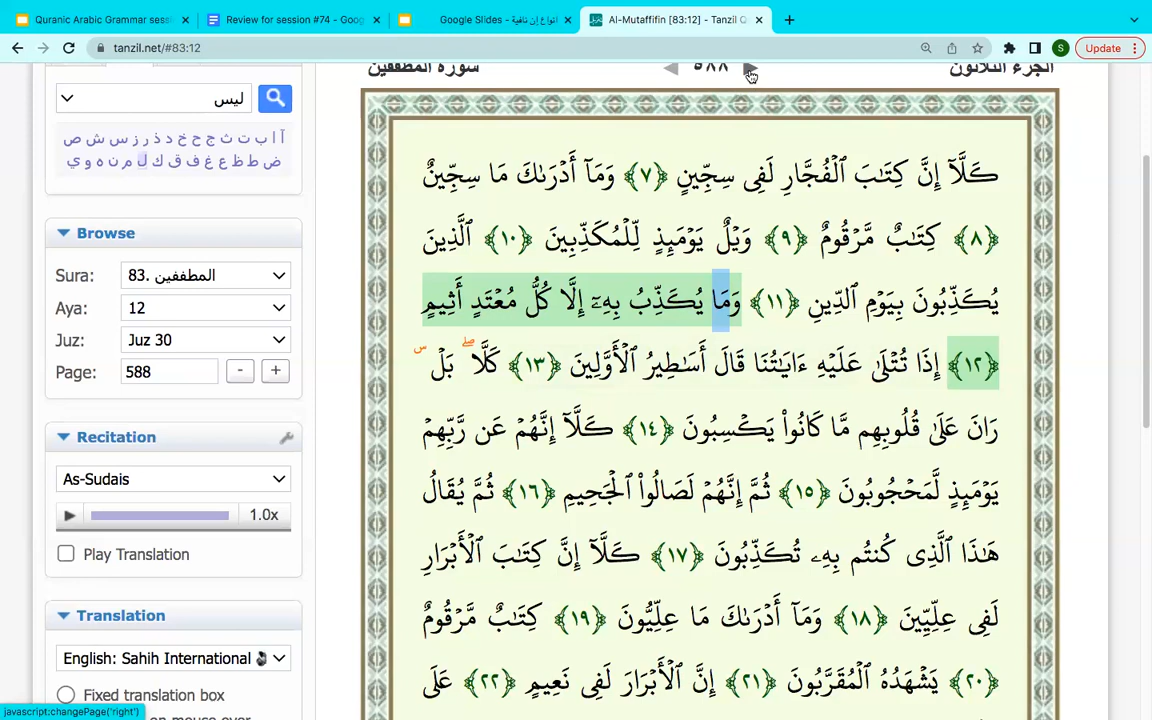 Quranic Arabic Grammar sessi
Review for session #74 - Goog
Google Slides - أنواع إن نافية
Al-Mutaffifin [83:12] - Tanzil Q
tanzil.net/#83:12
S
Update
سورة المطففين
٥٨٨
الجزء الثلاثون
ليس
آ ا ب ت ث ج ح خ د ذ ر ز س ش ص
ض ط ظ ع غ ف ق ك ل م ن ه و ي
Browse
Sura: 83. المطففين
Aya: 12
Juz: Juz 30
Page: 588 - +
Recitation
As-Sudais
1.0x
Play Translation
Translation
English: Sahih International
Fixed translation box
javascript:changePage('right')
كَلَّآ إِنَّ كِتَٰبَ ٱلْفُجَّارِ لَفِى سِجِّينٍ ﴿٧﴾ وَمَآ أَدْرَىٰكَ مَا سِجِّينٌ
﴿٨﴾ كِتَٰبٌ مَّرْقُومٌ ﴿٩﴾ وَيْلٌ يَوْمَئِذٍ لِّلْمُكَذِّبِينَ ﴿١٠﴾ ٱلَّذِينَ
يُكَذِّبُونَ بِيَوْمِ ٱلدِّينِ ﴿١١﴾ وَمَا يُكَذِّبُ بِهِۦٓ إِلَّا كُلُّ مُعْتَدٍ أَثِيمٍ
﴿١٢﴾ إِذَا تُتْلَىٰ عَلَيْهِ ءَايَٰتُنَا قَالَ أَسَٰطِيرُ ٱلْأَوَّلِينَ ﴿١٣﴾ كَلَّا ۖ بَلْ ۜ
رَانَ عَلَىٰ قُلُوبِهِم مَّا كَانُوا۟ يَكْسِبُونَ ﴿١٤﴾ كَلَّآ إِنَّهُمْ عَن رَّبِّهِمْ
يَوْمَئِذٍ لَّمَحْجُوبُونَ ﴿١٥﴾ ثُمَّ إِنَّهُمْ لَصَالُوا۟ ٱلْجَحِيمِ ﴿١٦﴾ ثُمَّ يُقَالُ
هَٰذَا ٱلَّذِى كُنتُم بِهِۦ تُكَذِّبُونَ ﴿١٧﴾ كَلَّآ إِنَّ كِتَٰبَ ٱلْأَبْرَارِ
لَفِى عِلِّيِّينَ ﴿١٨﴾ وَمَآ أَدْرَىٰكَ مَا عِلِّيُّونَ ﴿١٩﴾ كِتَٰبٌ مَّرْقُومٌ
﴿٢٠﴾ يَشْهَدُهُ ٱلْمُقَرَّبُونَ ﴿٢١﴾ إِنَّ ٱلْأَبْرَارَ لَفِى نَعِيمٍ ﴿٢٢﴾ عَلَى